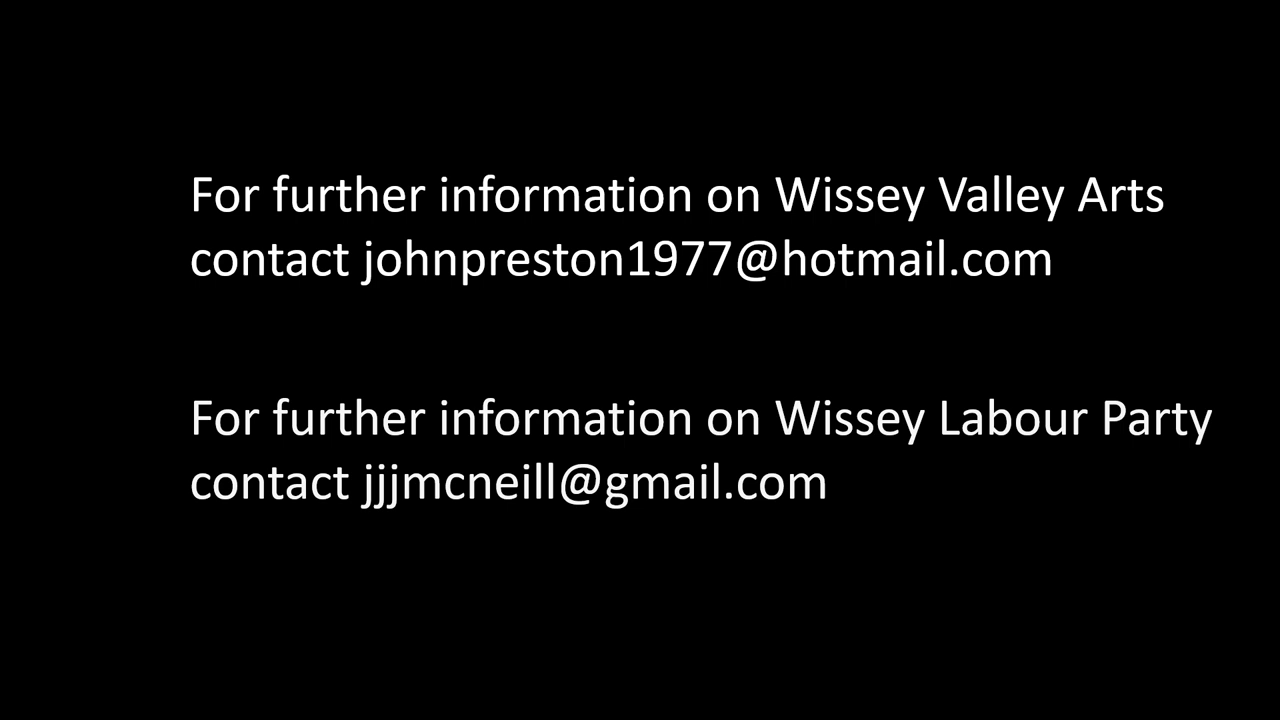 For further information on Wissey Valley Arts
contact johnpreston1977@hotmail.com
For further information on Wissey Labour Party
contact jjjmcneill@gmail.com